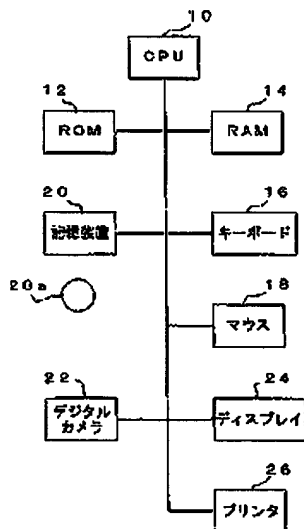 10
CPU
12
ROM
14
RAM
20
記憶装置
16
キーボード
20a
18
マウス
22
デジタル
カメラ
24
ディスプレイ
26
プリンタ